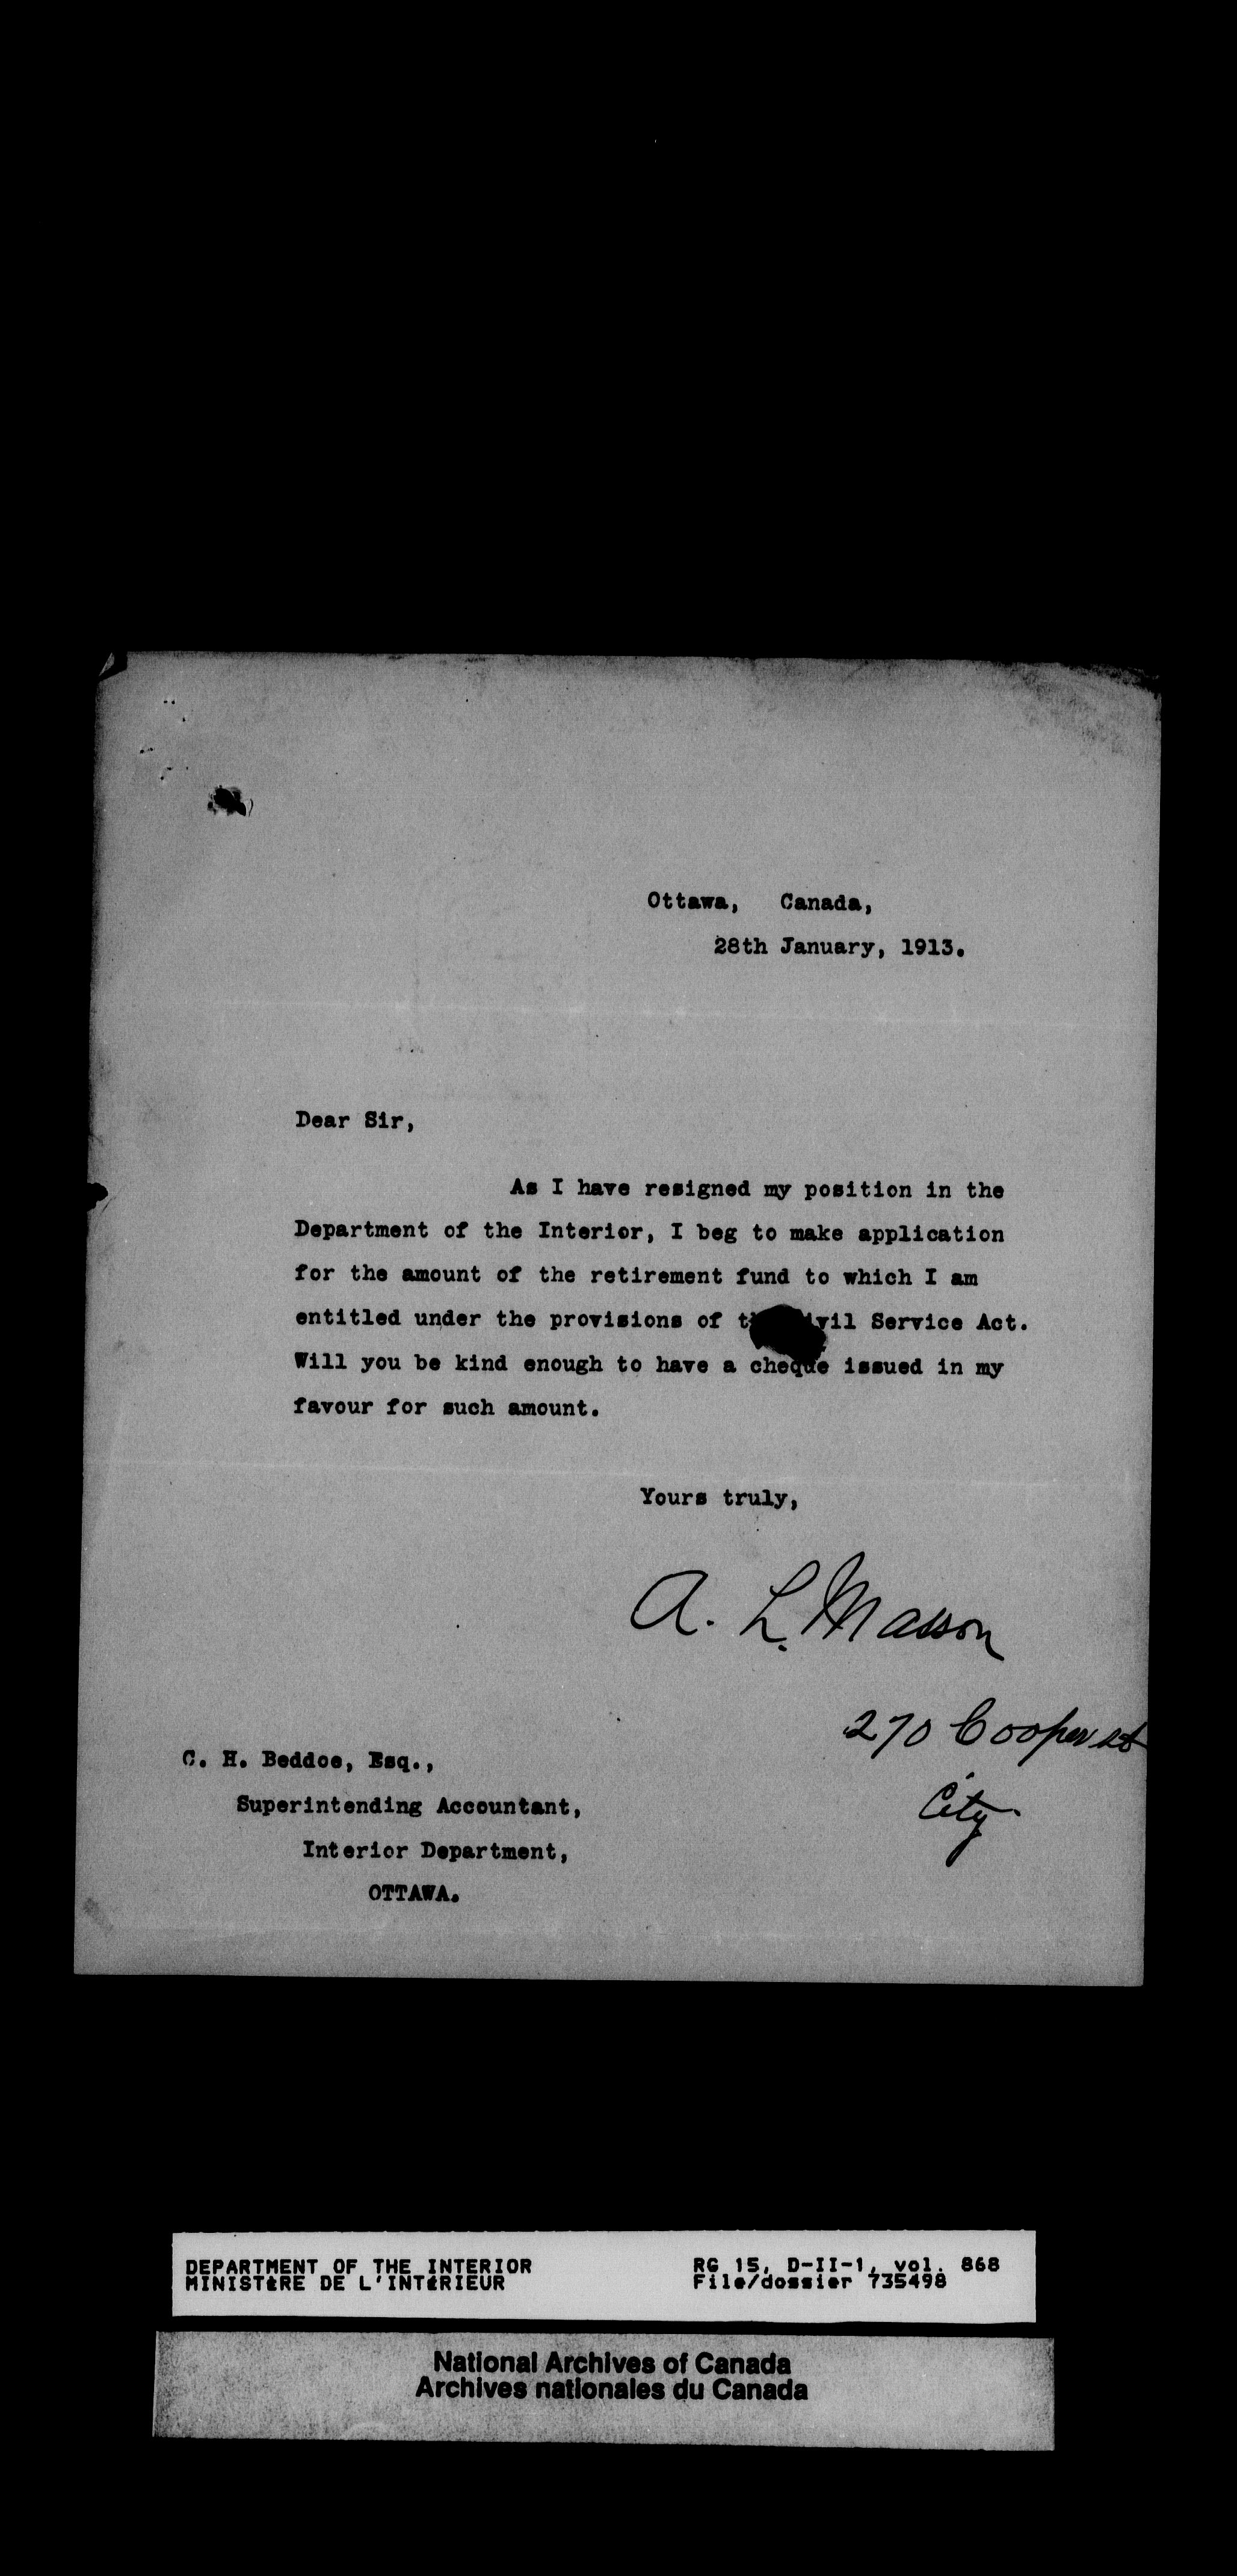 Ottawa, Canada,
28th January, 1913.
Dear Sir,
As I have resigned my position in the
Department of the Interior, I beg to make application
for the amount of the retirement fund to which I am
entitled under the provisions of the Civil Service Act.
Will you be kind enough to have a cheque issued in my
favour for such amount.
Yours truly,
A. L. Masson
270 Cooper st
City
C. H. Beddoe, Esq.,
Superintending Accountant,
Interior Department,
OTTAWA.
DEPARTMENT OF THE INTERIOR RG 15, D-II-1, vol. 868
MINISTÈRE DE L'INTÉRIEUR File/dossier 735498
National Archives of Canada
Archives nationales du Canada